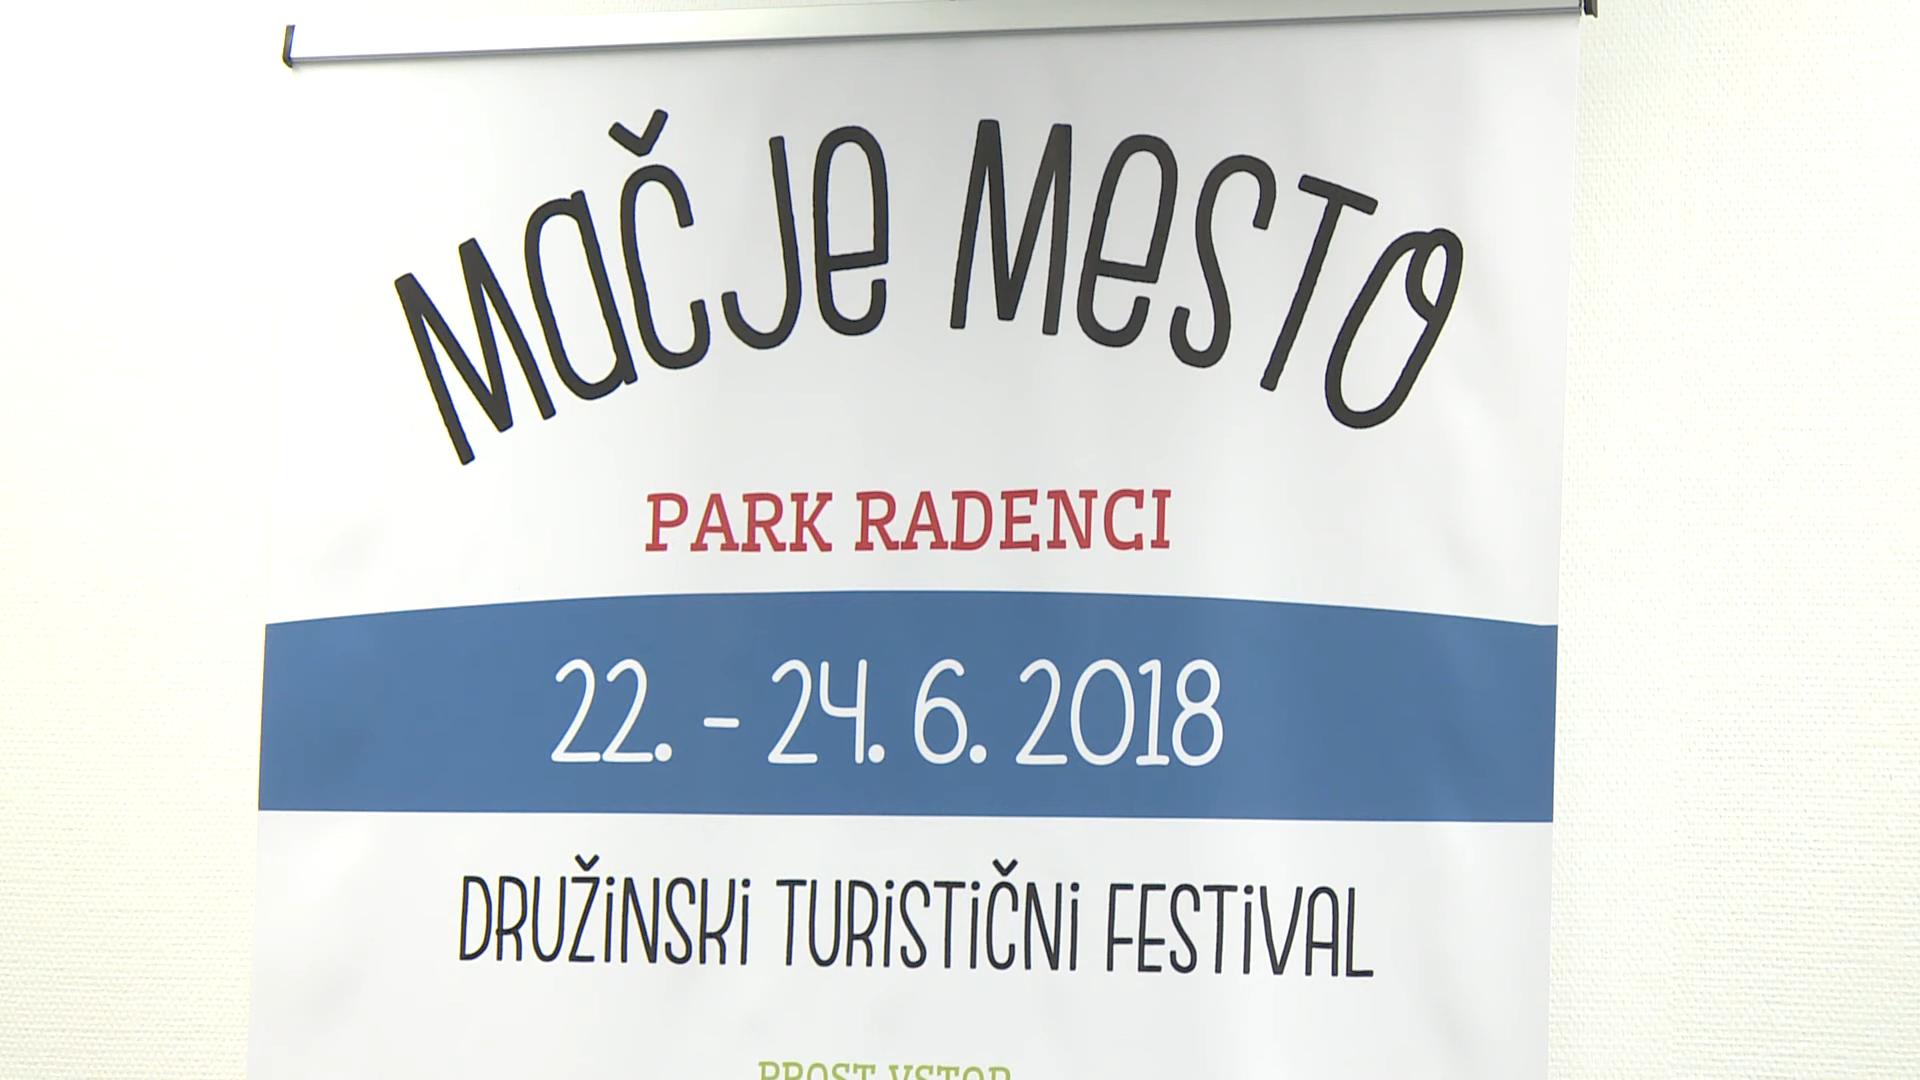 Mačje Mesto
PARK RADENCI
22. - 24. 6. 2018
DRUŽiNSKi TURiSTiČNi FESTiVAL
PROST VSTOP